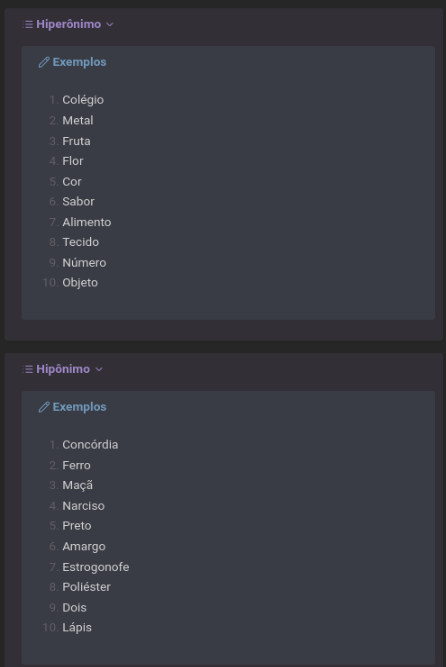 Hiperônimo
Exemplos
1. Colégio
2. Metal
3. Fruta
4. Flor
5. Cor
6. Sabor
7. Alimento
8. Tecido
9. Número
10. Objeto
Hipônimo
Exemplos
1. Concórdia
2. Ferro
3. Maçã
4. Narciso
5. Preto
6. Amargo
7. Estrogonofe
8. Poliéster
9. Dois
10. Lápis